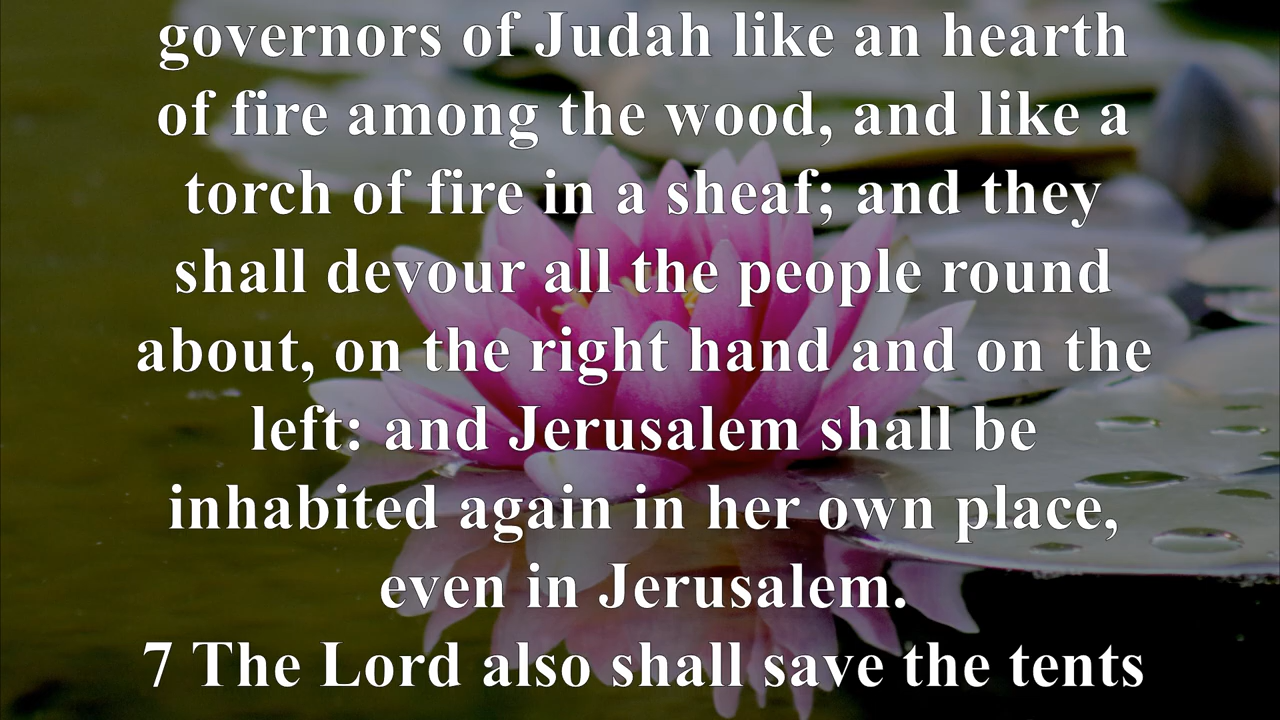 governors of Judah like an hearth
of fire among the wood, and like a
torch of fire in a sheaf; and they
shall devour all the people round
about, on the right hand and on the
left: and Jerusalem shall be
inhabited again in her own place,
even in Jerusalem.
7 The Lord also shall save the tents